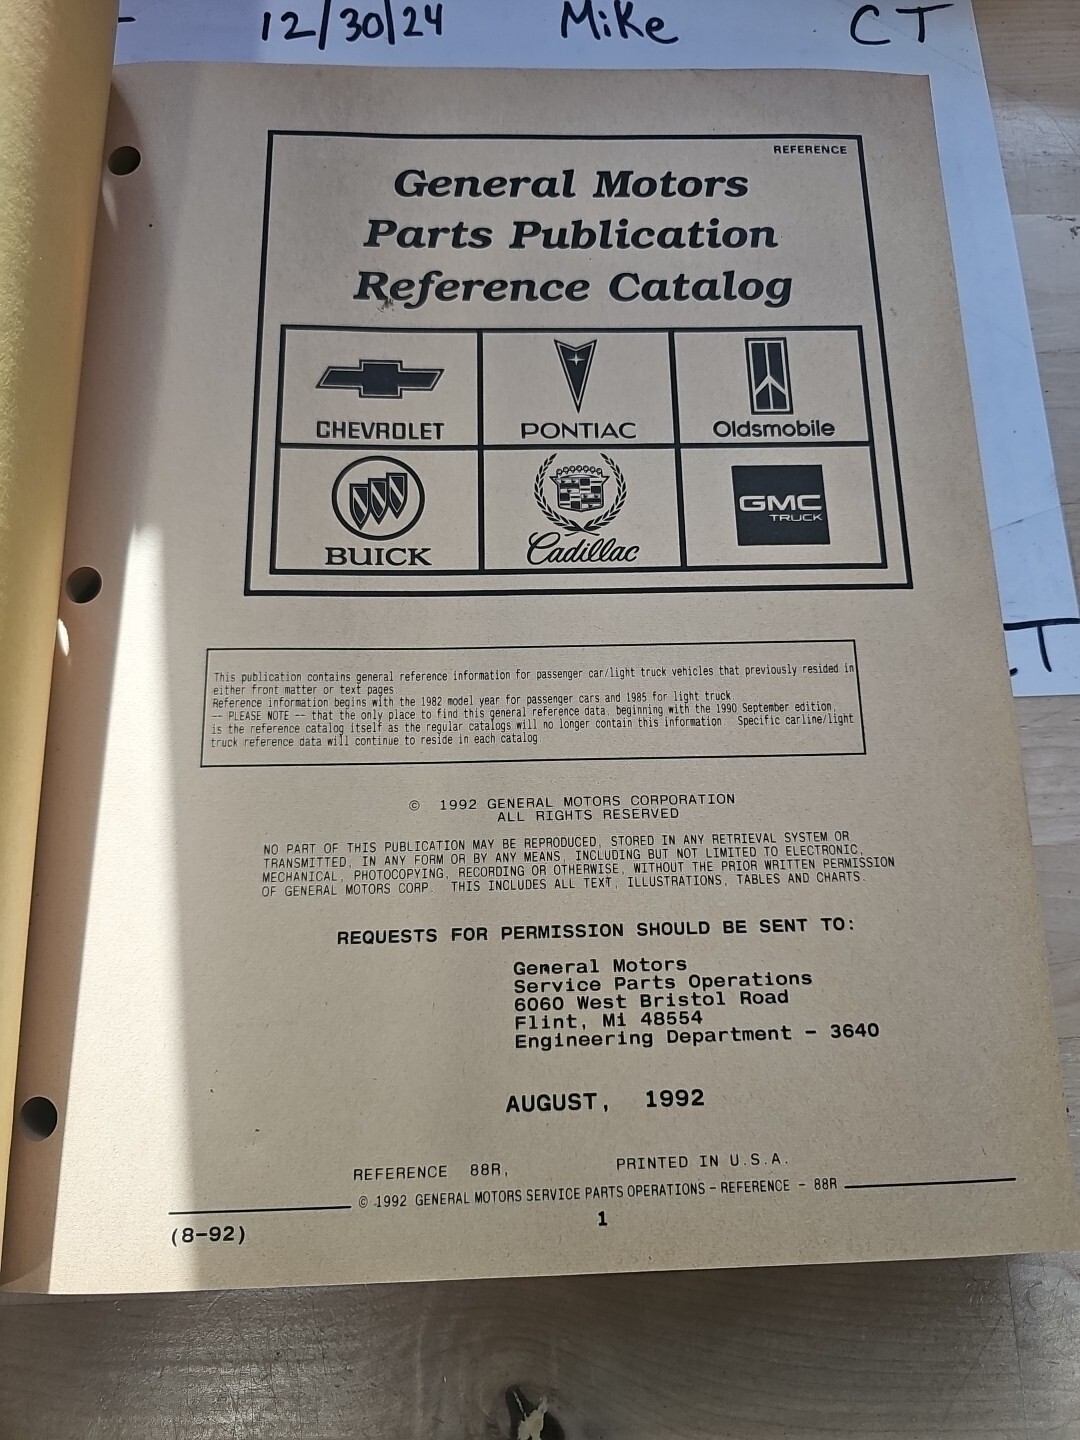 12/30/24 Mike CT
REFERENCE
General Motors
Parts Publication
Reference Catalog
CHEVROLET
PONTIAC
Oldsmobile
BUICK
Cadillac
GMC
TRUCK
CT
This publication contains general reference information for passenger car/light truck vehicles that previously resided in
either front matter or text pages
Reference information begins with the 1982 model year for passenger cars and 1985 for light truck
-- PLEASE NOTE -- that the only place to find this general reference data, beginning with the 1990 September edition,
is the reference catalog itself as the regular catalogs will no longer contain this information. Specific carline/light
truck reference data will continue to reside in each catalog
© 1992 GENERAL MOTORS CORPORATION
ALL RIGHTS RESERVED
NO PART OF THIS PUBLICATION MAY BE REPRODUCED, STORED IN ANY RETRIEVAL SYSTEM OR
TRANSMITTED, IN ANY FORM OR BY ANY MEANS, INCLUDING BUT NOT LIMITED TO ELECTRONIC,
MECHANICAL, PHOTOCOPYING, RECORDING OR OTHERWISE, WITHOUT THE PRIOR WRITTEN PERMISSION
OF GENERAL MOTORS CORP. THIS INCLUDES ALL TEXT, ILLUSTRATIONS, TABLES AND CHARTS.
REQUESTS FOR PERMISSION SHOULD BE SENT TO:
General Motors
Service Parts Operations
6060 West Bristol Road
Flint, Mi 48554
Engineering Department - 3640
AUGUST, 1992
REFERENCE 88R, PRINTED IN U.S.A.
© 1992 GENERAL MOTORS SERVICE PARTS OPERATIONS - REFERENCE - 88R
(8-92) 1